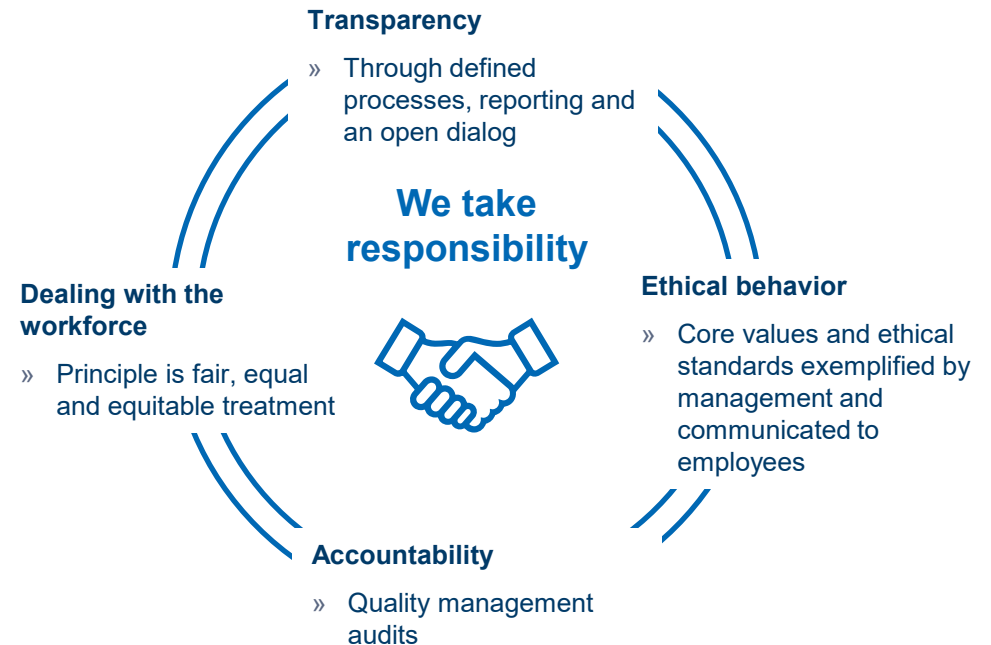 Transparency
» Through defined
processes, reporting and
an open dialog
We take
responsibility
Dealing with the
workforce
» Principle is fair, equal
and equitable treatment
Ethical behavior
» Core values and ethical
standards exemplified by
management and
communicated to
employees
Accountability
» Quality management
audits